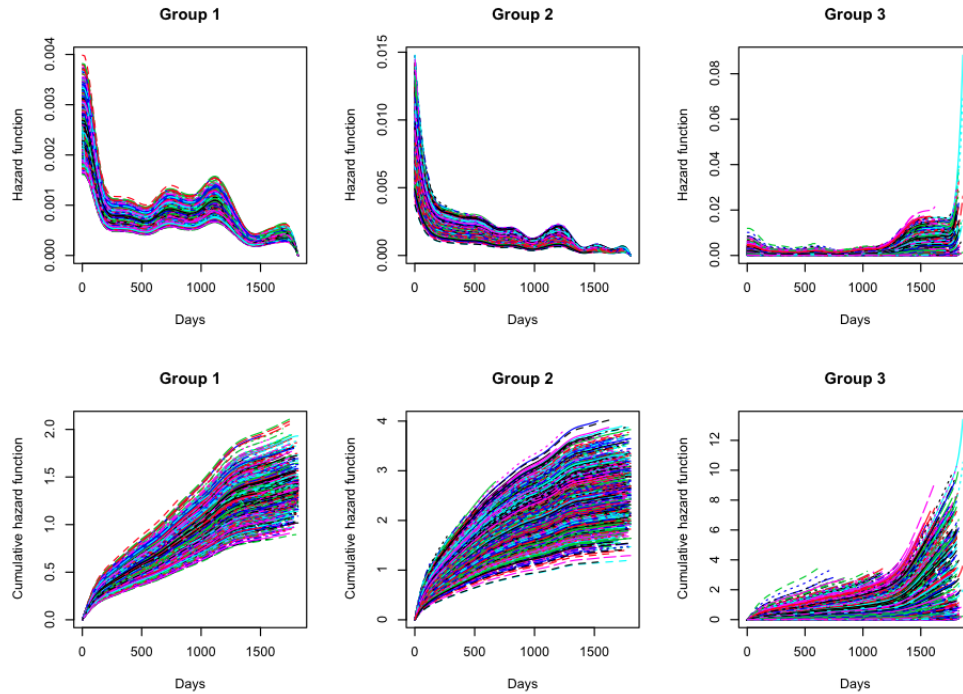 Group 1
Group 2
Group 3
Hazard function
0.000 0.001 0.002 0.003 0.004
0 500 1000 1500
Days
Hazard function
0.000 0.005 0.010 0.015
0 500 1000 1500
Days
Hazard function
0.00 0.02 0.04 0.06 0.08
0 500 1000 1500
Days
Group 1
Group 2
Group 3
Cumulative hazard function
0.0 0.5 1.0 1.5 2.0
0 500 1000 1500
Days
Cumulative hazard function
0 1 2 3 4
0 500 1000 1500
Days
Cumulative hazard function
0 2 4 6 8 10 12
0 500 1000 1500
Days